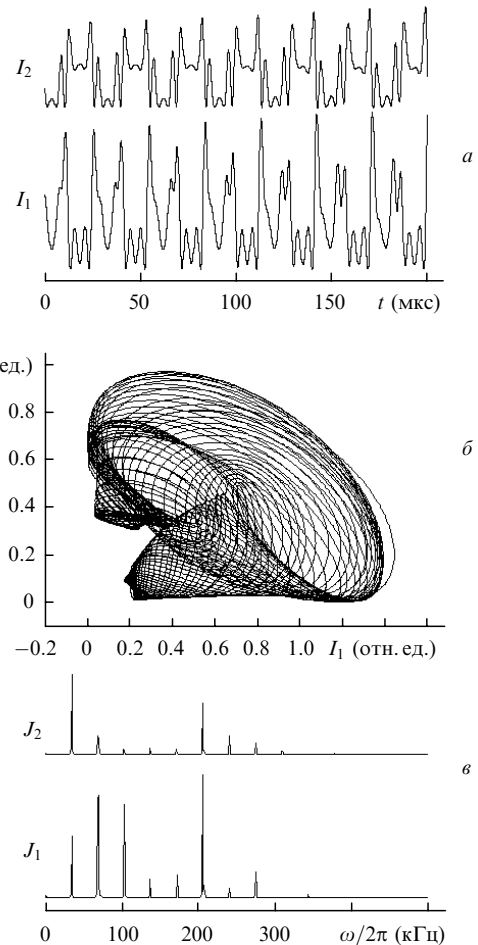 I₂
а
I₁
0 50 100 150 t (мкс)
ед.)
0.8
б
0.6
0.4
0.2
0
−0.2 0 0.2 0.4 0.6 0.8 1.0 I₁ (отн. ед.)
J₂
в
J₁
0 100 200 300 ω/2π (кГц)